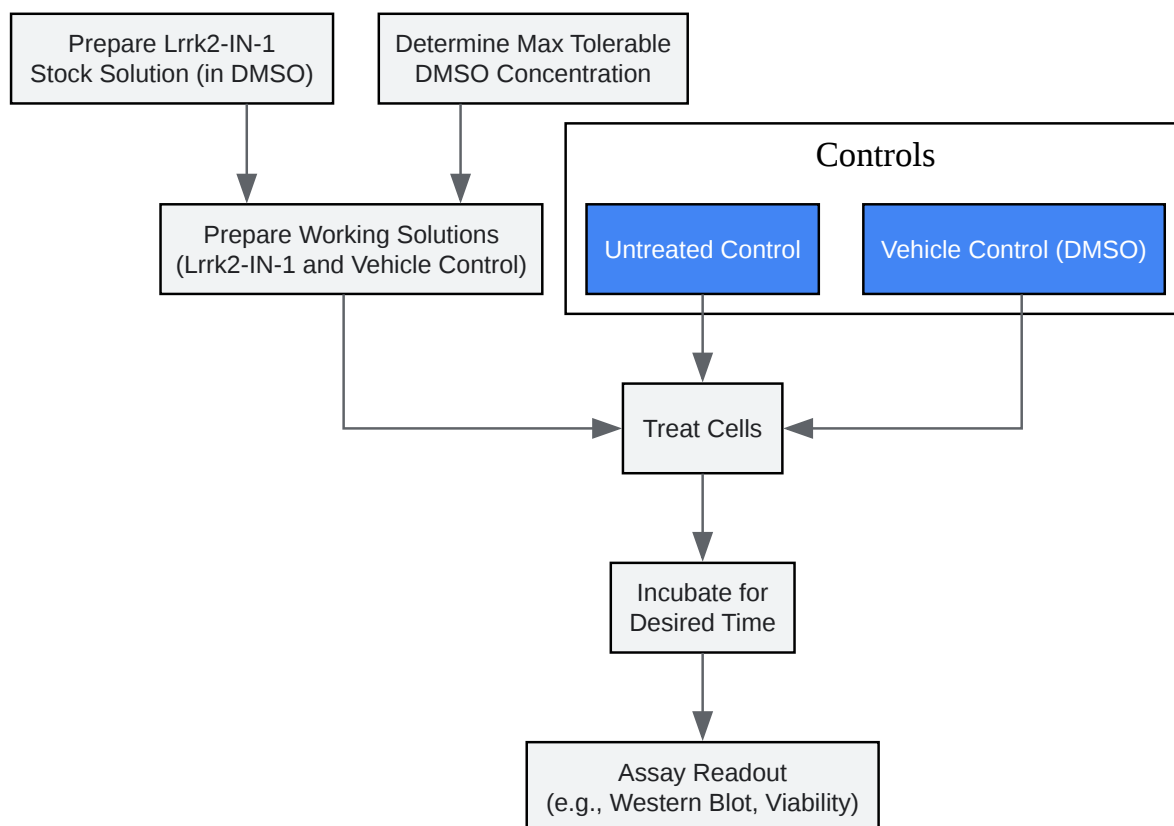 Prepare Lrrk2-IN-1
Stock Solution (in DMSO)
Determine Max Tolerable
DMSO Concentration
Controls
Prepare Working Solutions
(Lrrk2-IN-1 and Vehicle Control)
Untreated Control
Vehicle Control (DMSO)
Treat Cells
Incubate for
Desired Time
Assay Readout
(e.g., Western Blot, Viability)